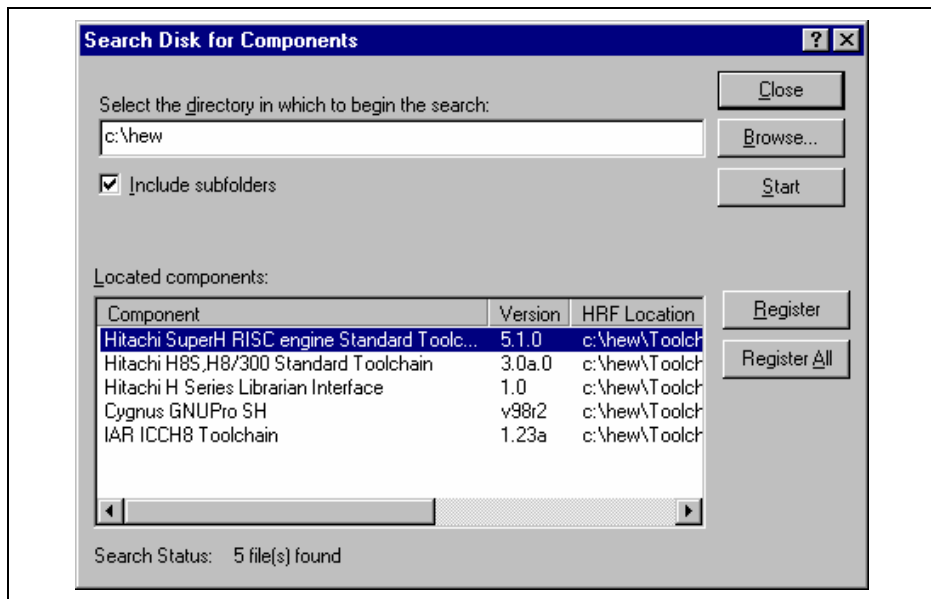 Search Disk for Components
Select the directory in which to begin the search:
c:\hew
Include subfolders
Close
Browse...
Start
Located components:
Component Version HRF Location
Hitachi SuperH RISC engine Standard Toolc... 5.1.0 c:\hew\Toolch
Hitachi H8S,H8/300 Standard Toolchain 3.0a.0 c:\hew\Toolch
Hitachi H Series Librarian Interface 1.0 c:\hew\Toolch
Cygnus GNUPro SH v98r2 c:\hew\Toolch
IAR ICCH8 Toolchain 1.23a c:\hew\Toolch
Register
Register All
Search Status: 5 file(s) found